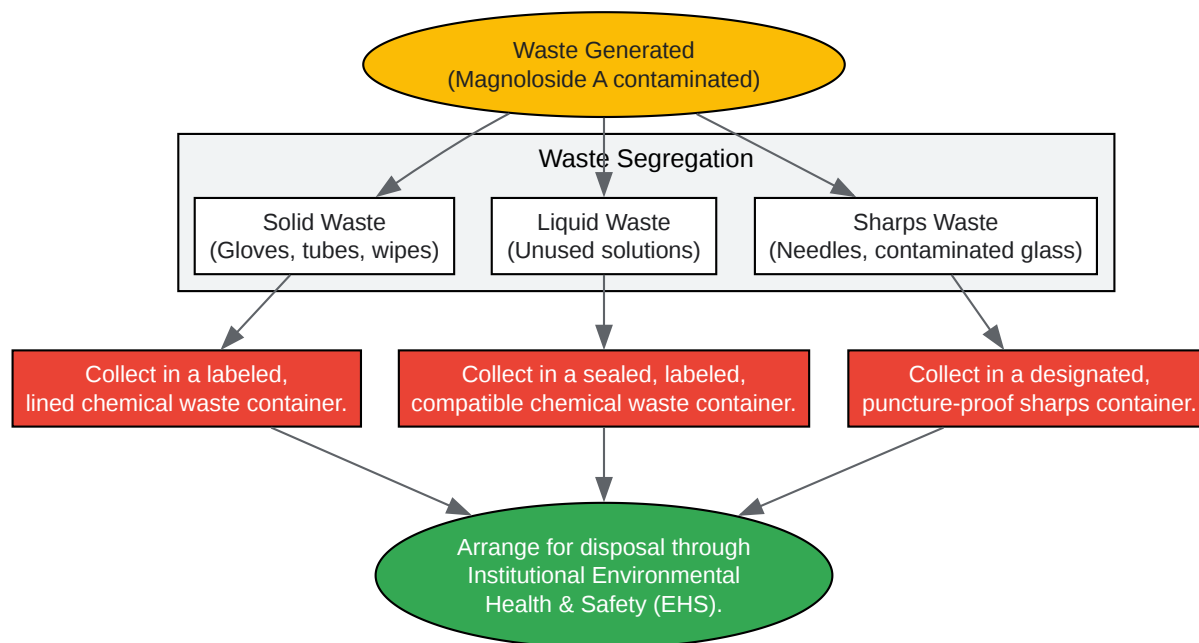 Waste Generated
(Magnoloside A contaminated)
Waste Segregation
Solid Waste
(Gloves, tubes, wipes)
Liquid Waste
(Unused solutions)
Sharps Waste
(Needles, contaminated glass)
Collect in a labeled,
lined chemical waste container.
Collect in a sealed, labeled,
compatible chemical waste container.
Collect in a designated,
puncture-proof sharps container.
Arrange for disposal through
Institutional Environmental
Health & Safety (EHS).